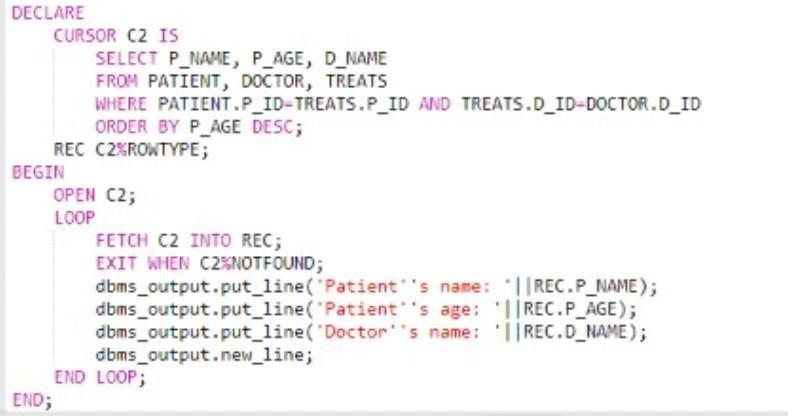 DECLARE
CURSOR C2 IS
SELECT P_NAME, P_AGE, D_NAME
FROM PATIENT, DOCTOR, TREATS
WHERE PATIENT.P_ID=TREATS.P_ID AND TREATS.D_ID=DOCTOR.D_ID
ORDER BY P_AGE DESC;
REC C2%ROWTYPE;
BEGIN
OPEN C2;
LOOP
FETCH C2 INTO REC;
EXIT WHEN C2%NOTFOUND;
dbms_output.put_line('Patient''s name: '||REC.P_NAME);
dbms_output.put_line('Patient''s age: '||REC.P_AGE);
dbms_output.put_line('Doctor''s name: '||REC.D_NAME);
dbms_output.new_line;
END LOOP;
END;